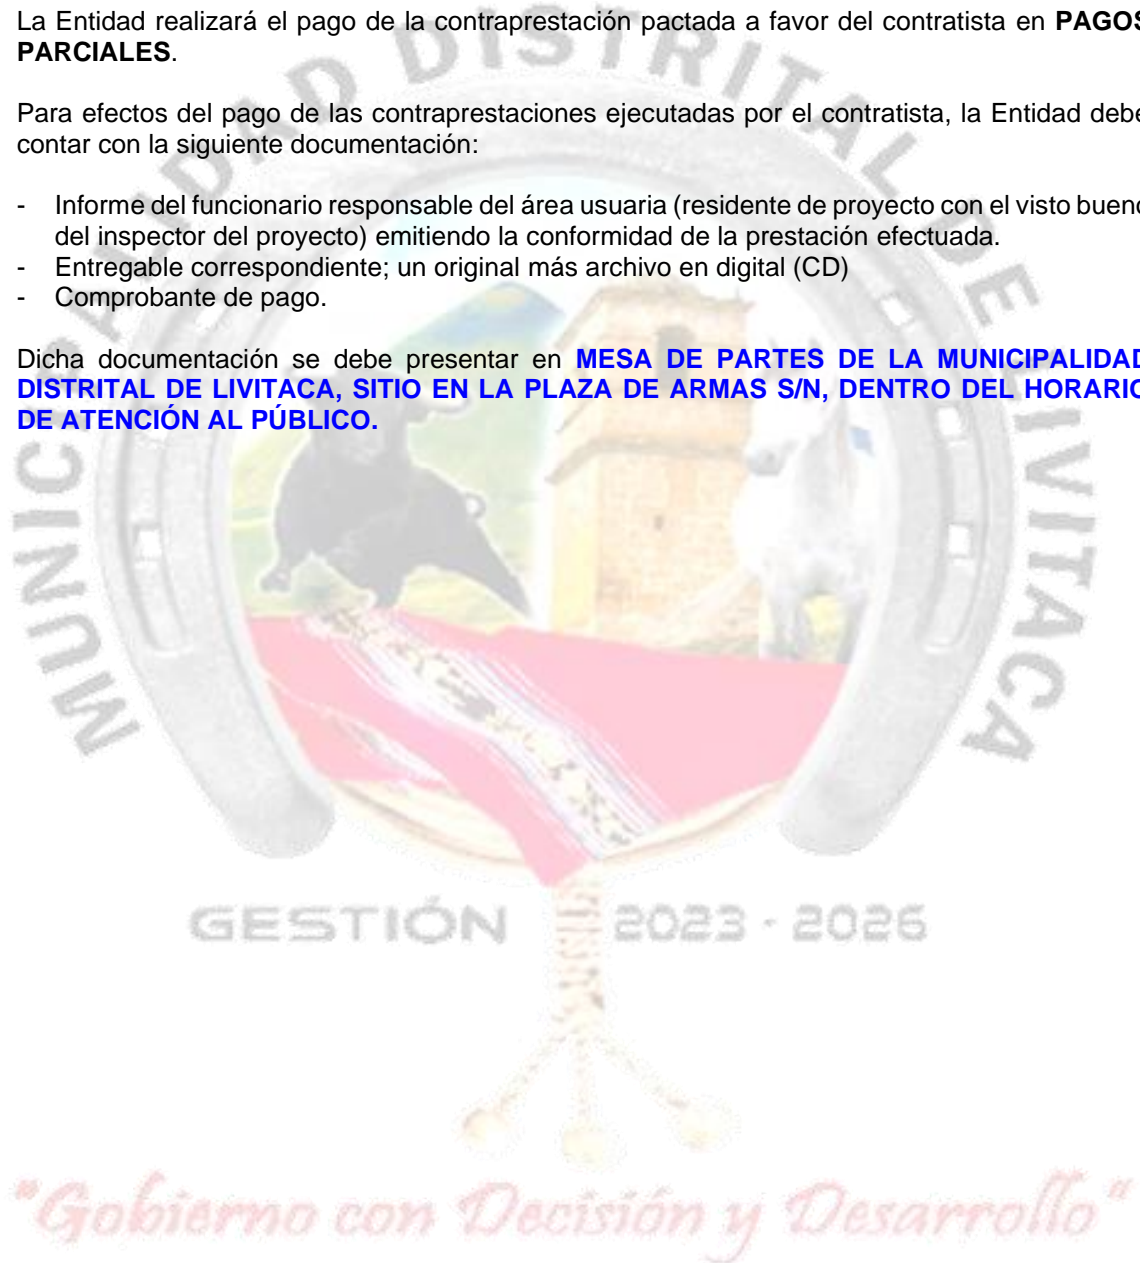 La Entidad realizará el pago de la contraprestación pactada a favor del contratista en PAGOS
PARCIALES.
Para efectos del pago de las contraprestaciones ejecutadas por el contratista, la Entidad debe
contar con la siguiente documentación:
- Informe del funcionario responsable del área usuaria (residente de proyecto con el visto bueno
del inspector del proyecto) emitiendo la conformidad de la prestación efectuada.
- Entregable correspondiente; un original más archivo en digital (CD)
- Comprobante de pago.
Dicha documentación se debe presentar en MESA DE PARTES DE LA MUNICIPALIDAD
DISTRITAL DE LIVITACA, SITIO EN LA PLAZA DE ARMAS S/N, DENTRO DEL HORARIO
DE ATENCIÓN AL PÚBLICO.
MUNICIPALIDAD DISTRITAL DE LIVITACA
GESTIÓN 2023 - 2026
"Gobierno con Decisión y Desarrollo"